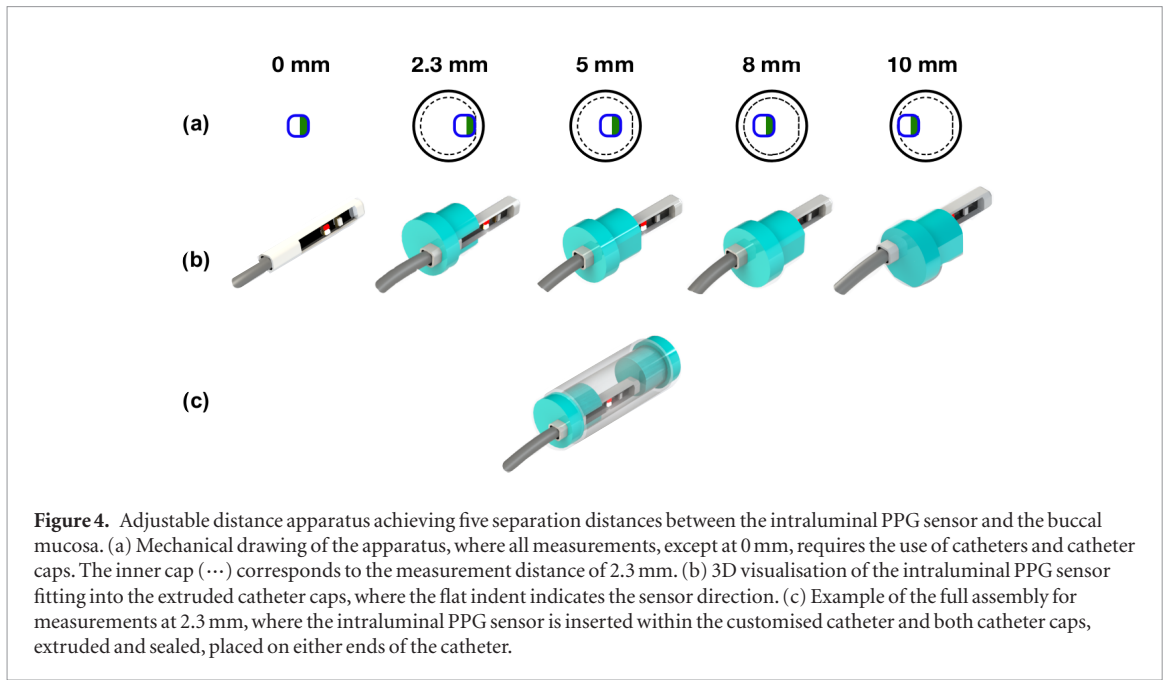 0 mm 2.3 mm 5 mm 8 mm 10 mm
(a)
(b)
(c)
Figure 4. Adjustable distance apparatus achieving five separation distances between the intraluminal PPG sensor and the buccal
mucosa. (a) Mechanical drawing of the apparatus, where all measurements, except at 0 mm, requires the use of catheters and catheter
caps. The inner cap (⋯) corresponds to the measurement distance of 2.3 mm. (b) 3D visualisation of the intraluminal PPG sensor
fitting into the extruded catheter caps, where the flat indent indicates the sensor direction. (c) Example of the full assembly for
measurements at 2.3 mm, where the intraluminal PPG sensor is inserted within the customised catheter and both catheter caps,
extruded and sealed, placed on either ends of the catheter.